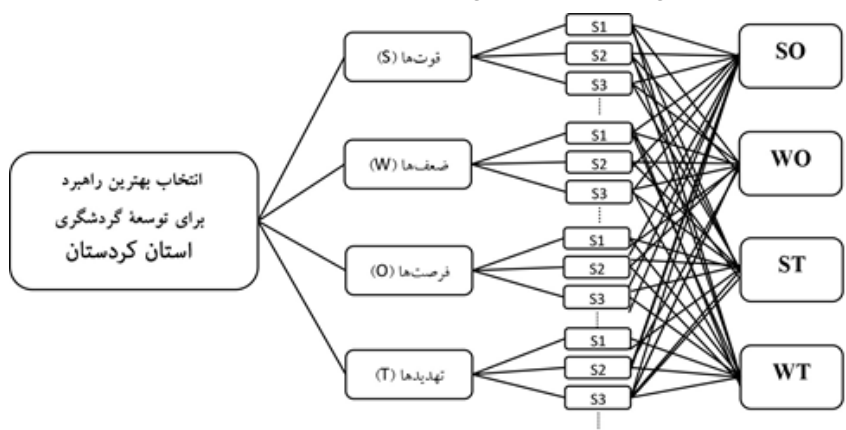 انتخاب بهترین راهبرد
برای توسعۀ گردشگری
استان کردستان
قوت‌ها (S)
S1
S2
S3
ضعف‌ها (W)
S1
S2
S3
فرصت‌ها (O)
S1
S2
S3
تهدیدها (T)
S1
S2
S3
SO
WO
ST
WT